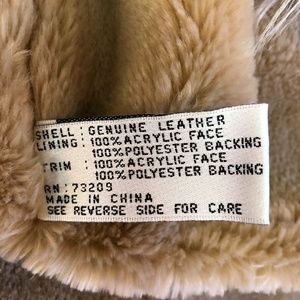 SHELL: GENUINE LEATHER
LINING: 100% ACRYLIC FACE
100% POLYESTER BACKING
TRIM : 100% ACRYLIC FACE
100% POLYESTER BACKING
RN: 73209
MADE IN CHINA
SEE REVERSE SIDE FOR CARE